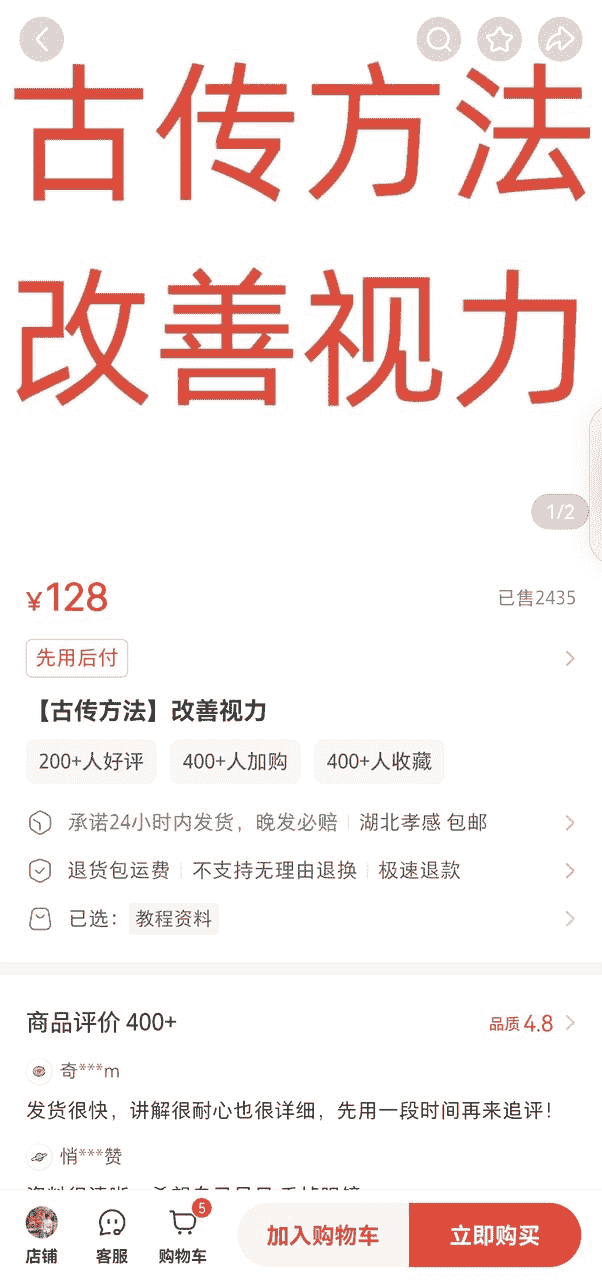 古传方法
改善视力
1/2
¥128
已售2435
先用后付
【古传方法】改善视力
200+人好评 400+人加购 400+人收藏
承诺24小时内发货，晚发必赔 湖北孝感 包邮
退货包运费 不支持无理由退换 极速退款
已选： 教程资料
商品评价 400+
品质 4.8
奇***m
发货很快，讲解很耐心也很详细，先用一段时间再来追评！
悄***赞
店铺 客服 购物车 5 加入购物车 立即购买